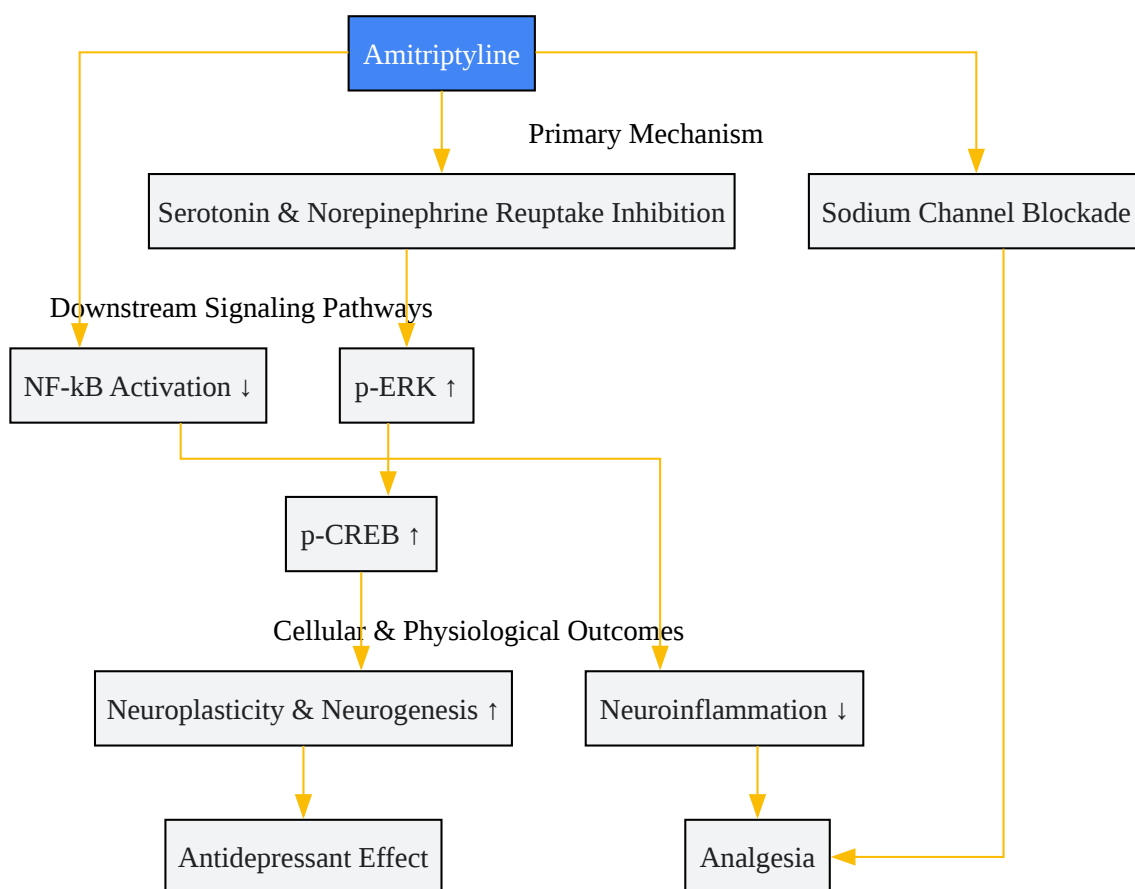 Amitriptyline
Primary Mechanism
Serotonin & Norepinephrine Reuptake Inhibition
Sodium Channel Blockade
Downstream Signaling Pathways
NF-kB Activation ↓
p-ERK ↑
p-CREB ↑
Cellular & Physiological Outcomes
Neuroplasticity & Neurogenesis ↑
Neuroinflammation ↓
Antidepressant Effect
Analgesia